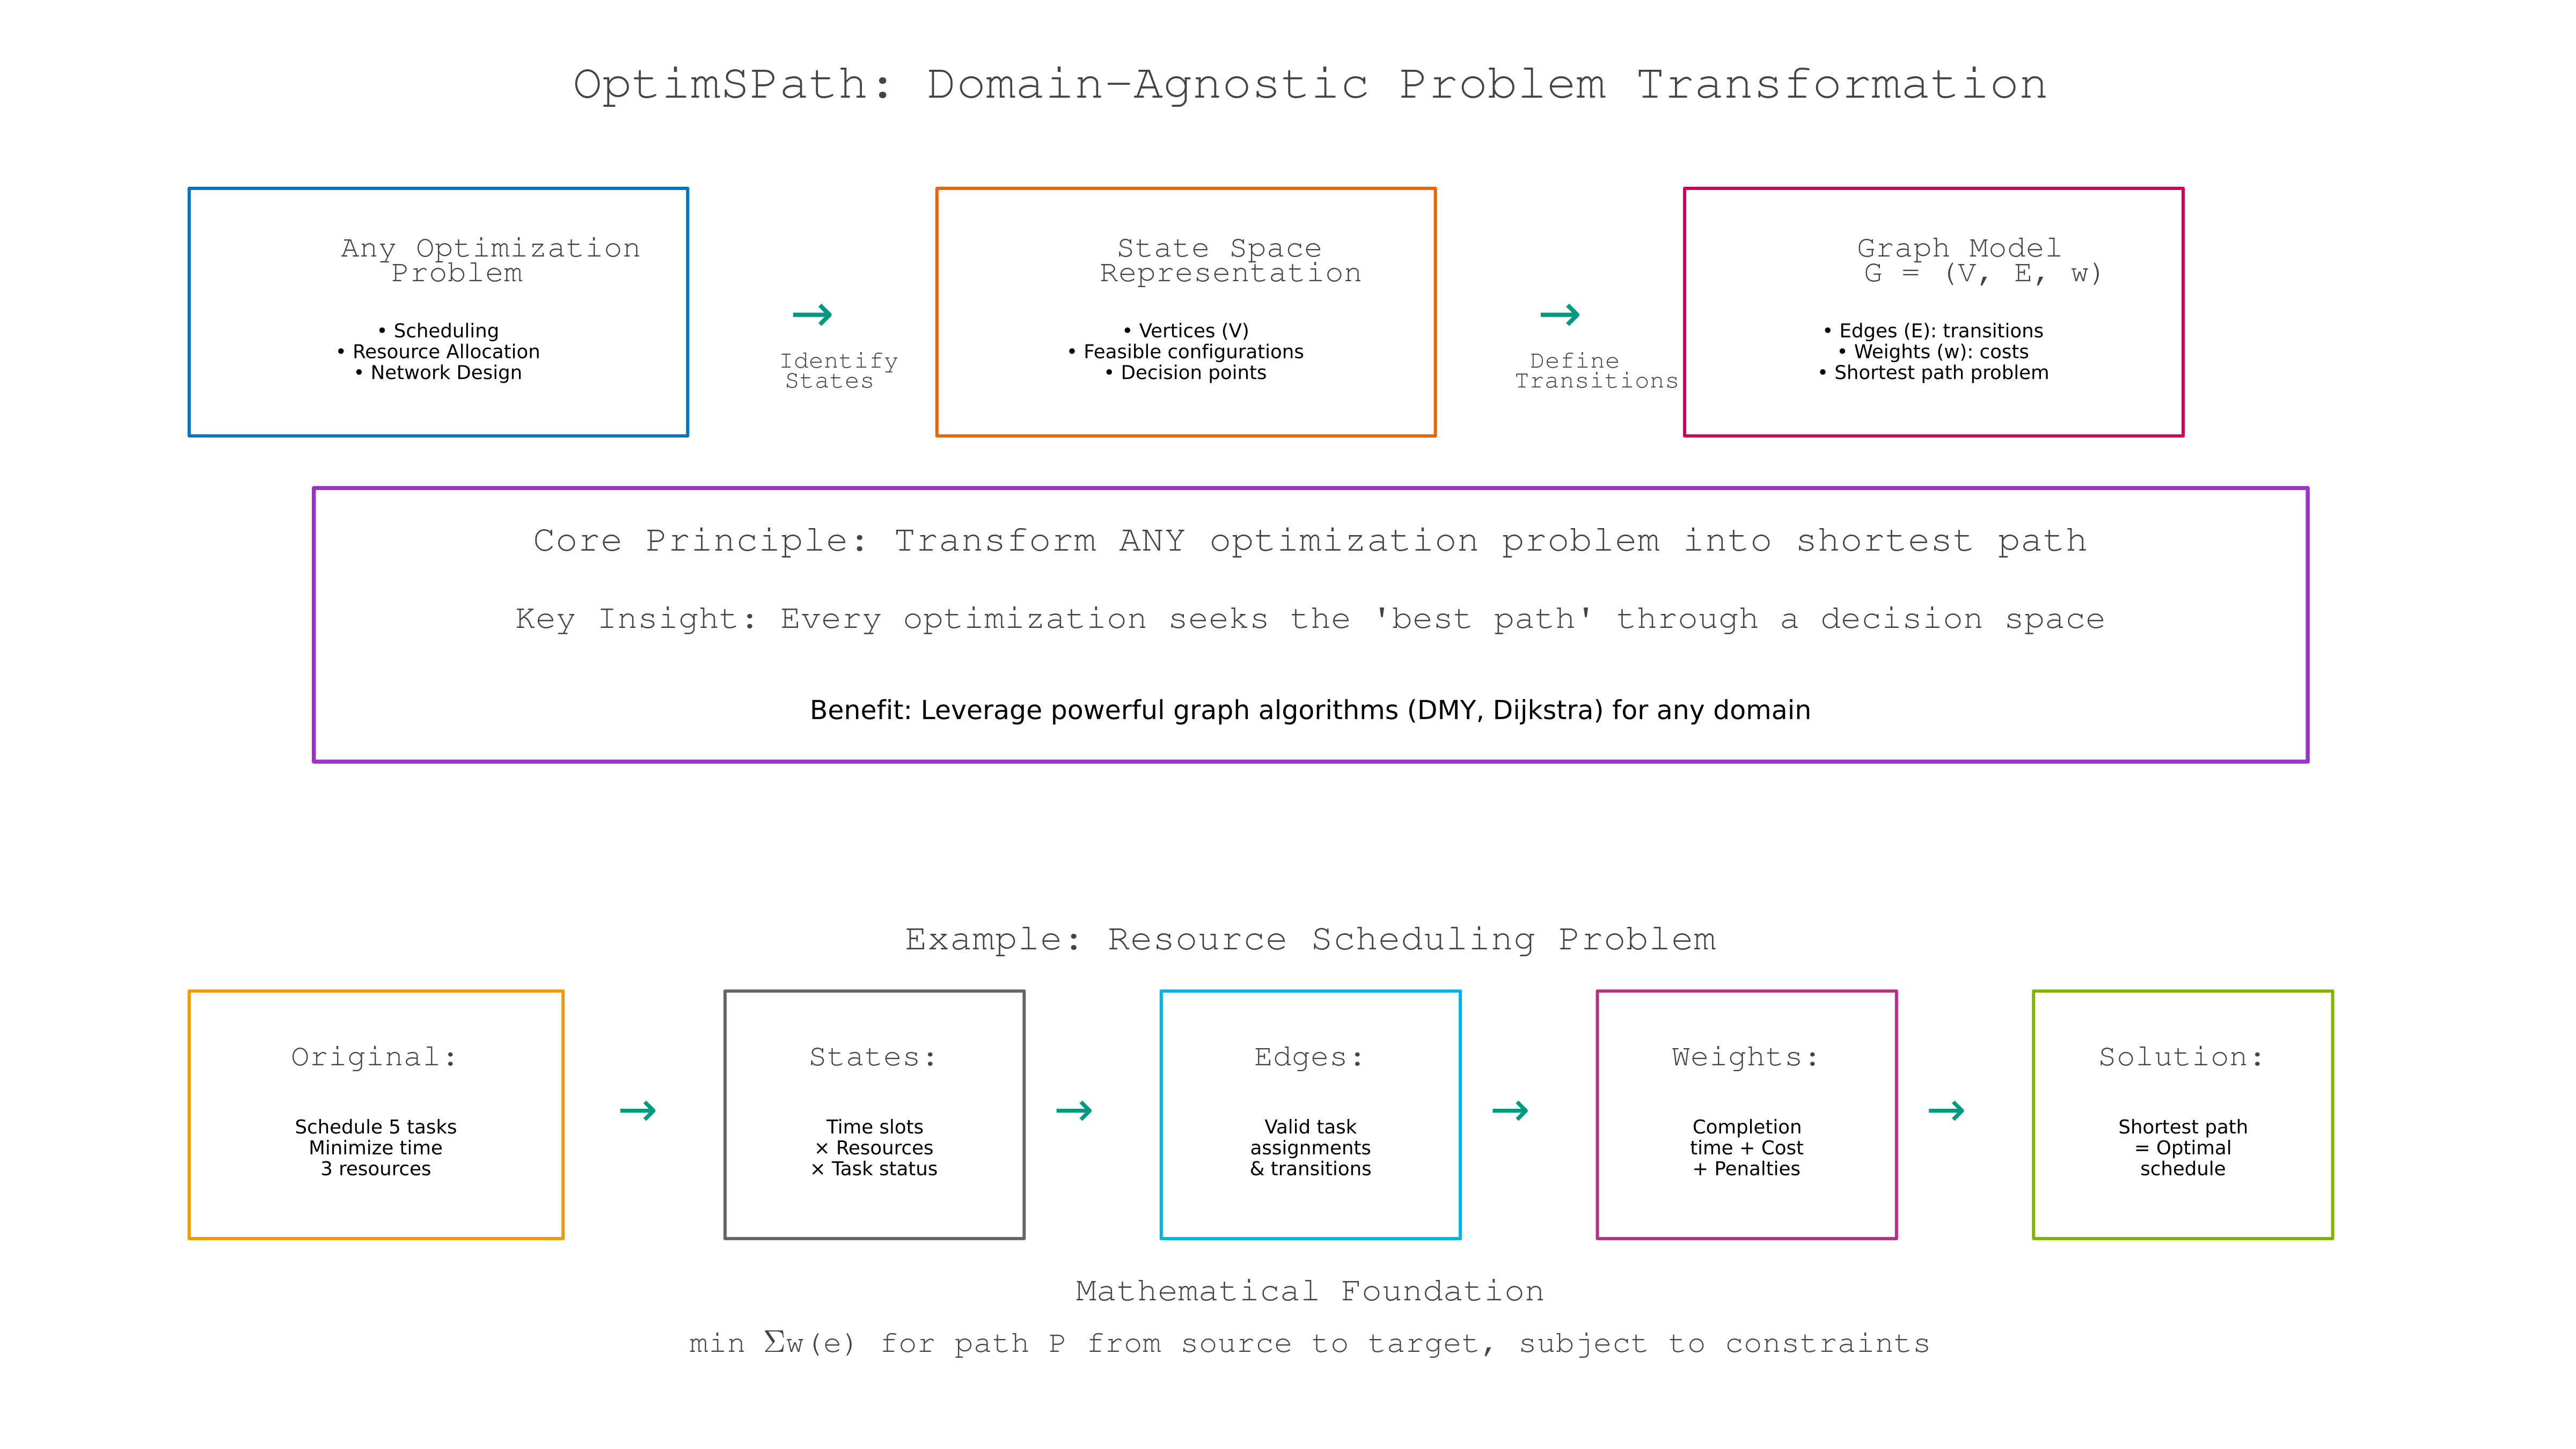 OptimSPath: Domain−Agnostic Problem Transformation
Any Optimization
Problem
• Scheduling
• Resource Allocation
• Network Design
→
Identify
States
State Space
Representation
• Vertices (V)
• Feasible configurations
• Decision points
→
Define
Transitions
Graph Model
G = (V, E, w)
• Edges (E): transitions
• Weights (w): costs
• Shortest path problem
Core Principle: Transform ANY optimization problem into shortest path
Key Insight: Every optimization seeks the 'best path' through a decision space
Benefit: Leverage powerful graph algorithms (DMY, Dijkstra) for any domain
Example: Resource Scheduling Problem
Original:
Schedule 5 tasks
Minimize time
3 resources
→
States:
Time slots
× Resources
× Task status
→
Edges:
Valid task
assignments
& transitions
→
Weights:
Completion
time + Cost
+ Penalties
→
Solution:
Shortest path
= Optimal
schedule
Mathematical Foundation
min Σw(e) for path P from source to target, subject to constraints